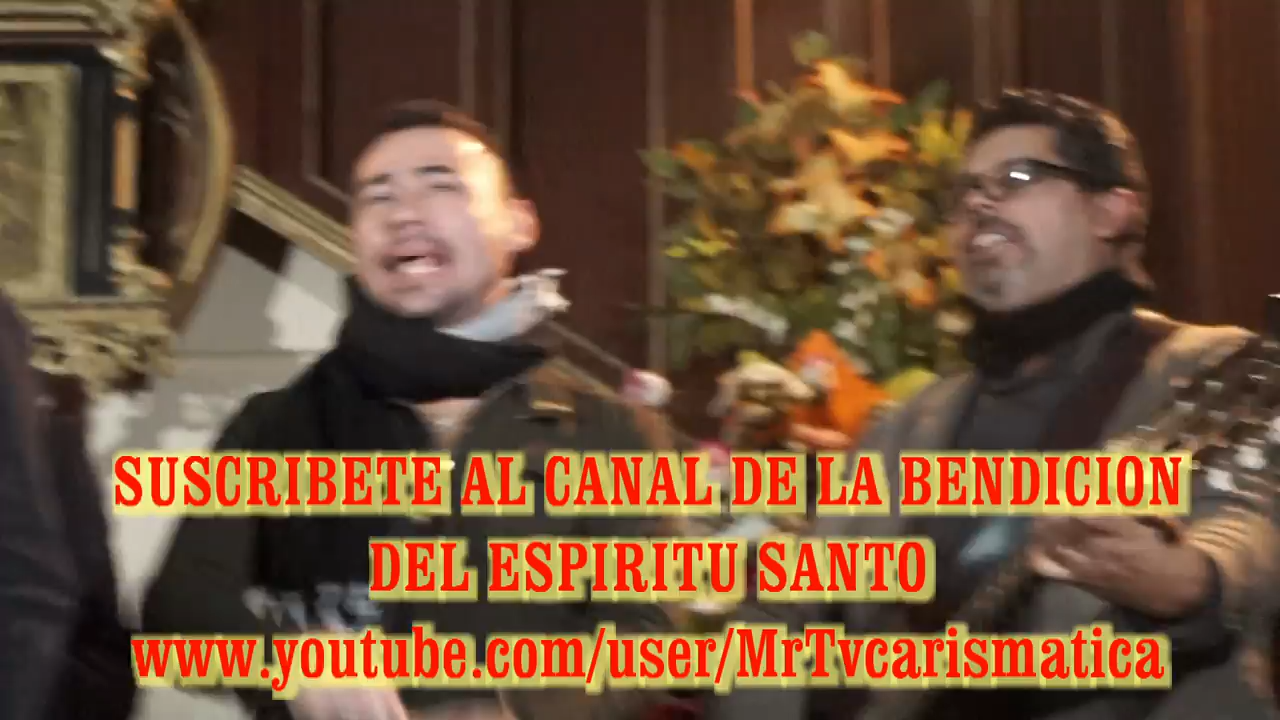 SUSCRIBETE AL CANAL DE LA BENDICION
DEL ESPIRITU SANTO
www.youtube.com/user/MrTvcarismatica